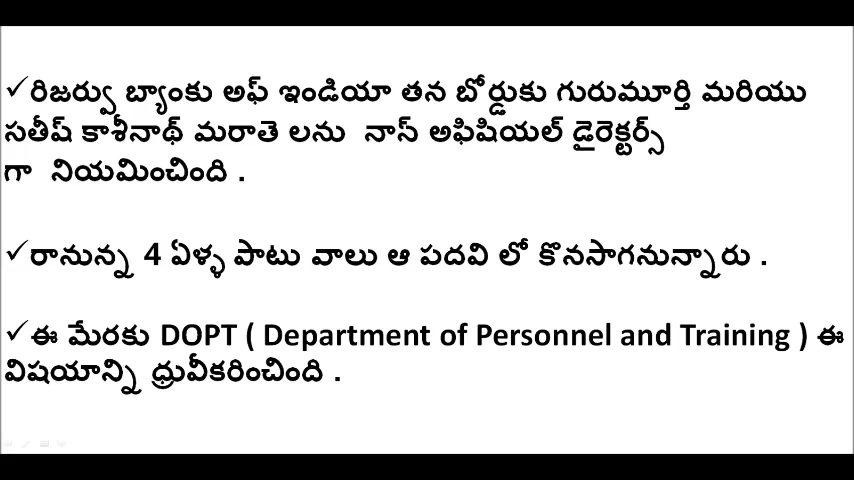 ✓రిజర్వు బ్యాంకు అఫ్ ఇండియా తన బోర్డుకు గురుమూర్తి మరియు
సతీష్ కాశీనాథ్ మరాతె లను నాస్ అఫిషియల్ డైరెక్టర్స్
గా నియమించింది .
✓రానున్న 4 ఏళ్ళ పాటు వాలు ఆ పదవి లో కొనసాగనున్నారు .
✓ఈ మేరకు DOPT ( Department of Personnel and Training ) ఈ
విషయాన్ని ధ్రువీకరించింది .